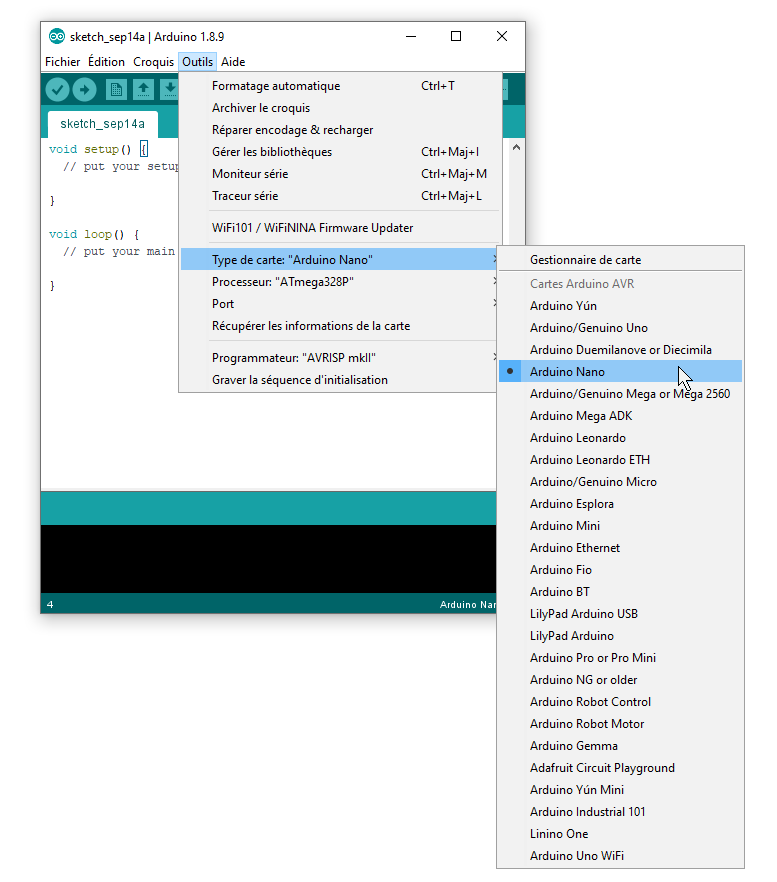 sketch_sep14a | Arduino 1.8.9
Fichier Édition Croquis Outils Aide
sketch_sep14a
void setup() {
// put your setup
}
void loop() {
// put your main
}
Formatage automatique Ctrl+T
Archiver le croquis
Réparer encodage & recharger
Gérer les bibliothèques Ctrl+Maj+I
Moniteur série Ctrl+Maj+M
Traceur série Ctrl+Maj+L
WiFi101 / WiFiNINA Firmware Updater
Type de carte: "Arduino Nano"
Processeur: "ATmega328P"
Port
Récupérer les informations de la carte
Programmateur: "AVRISP mkII"
Graver la séquence d'initialisation
Gestionnaire de carte
Cartes Arduino AVR
Arduino Yún
Arduino/Genuino Uno
Arduino Duemilanove or Diecimila
Arduino Nano
Arduino/Genuino Mega or Mega 2560
Arduino Mega ADK
Arduino Leonardo
Arduino Leonardo ETH
Arduino/Genuino Micro
Arduino Esplora
Arduino Mini
Arduino Ethernet
Arduino Fio
Arduino BT
LilyPad Arduino USB
LilyPad Arduino
Arduino Pro or Pro Mini
Arduino NG or older
Arduino Robot Control
Arduino Robot Motor
Arduino Gemma
Adafruit Circuit Playground
Arduino Yún Mini
Arduino Industrial 101
Linino One
Arduino Uno WiFi
4 Arduino Nan